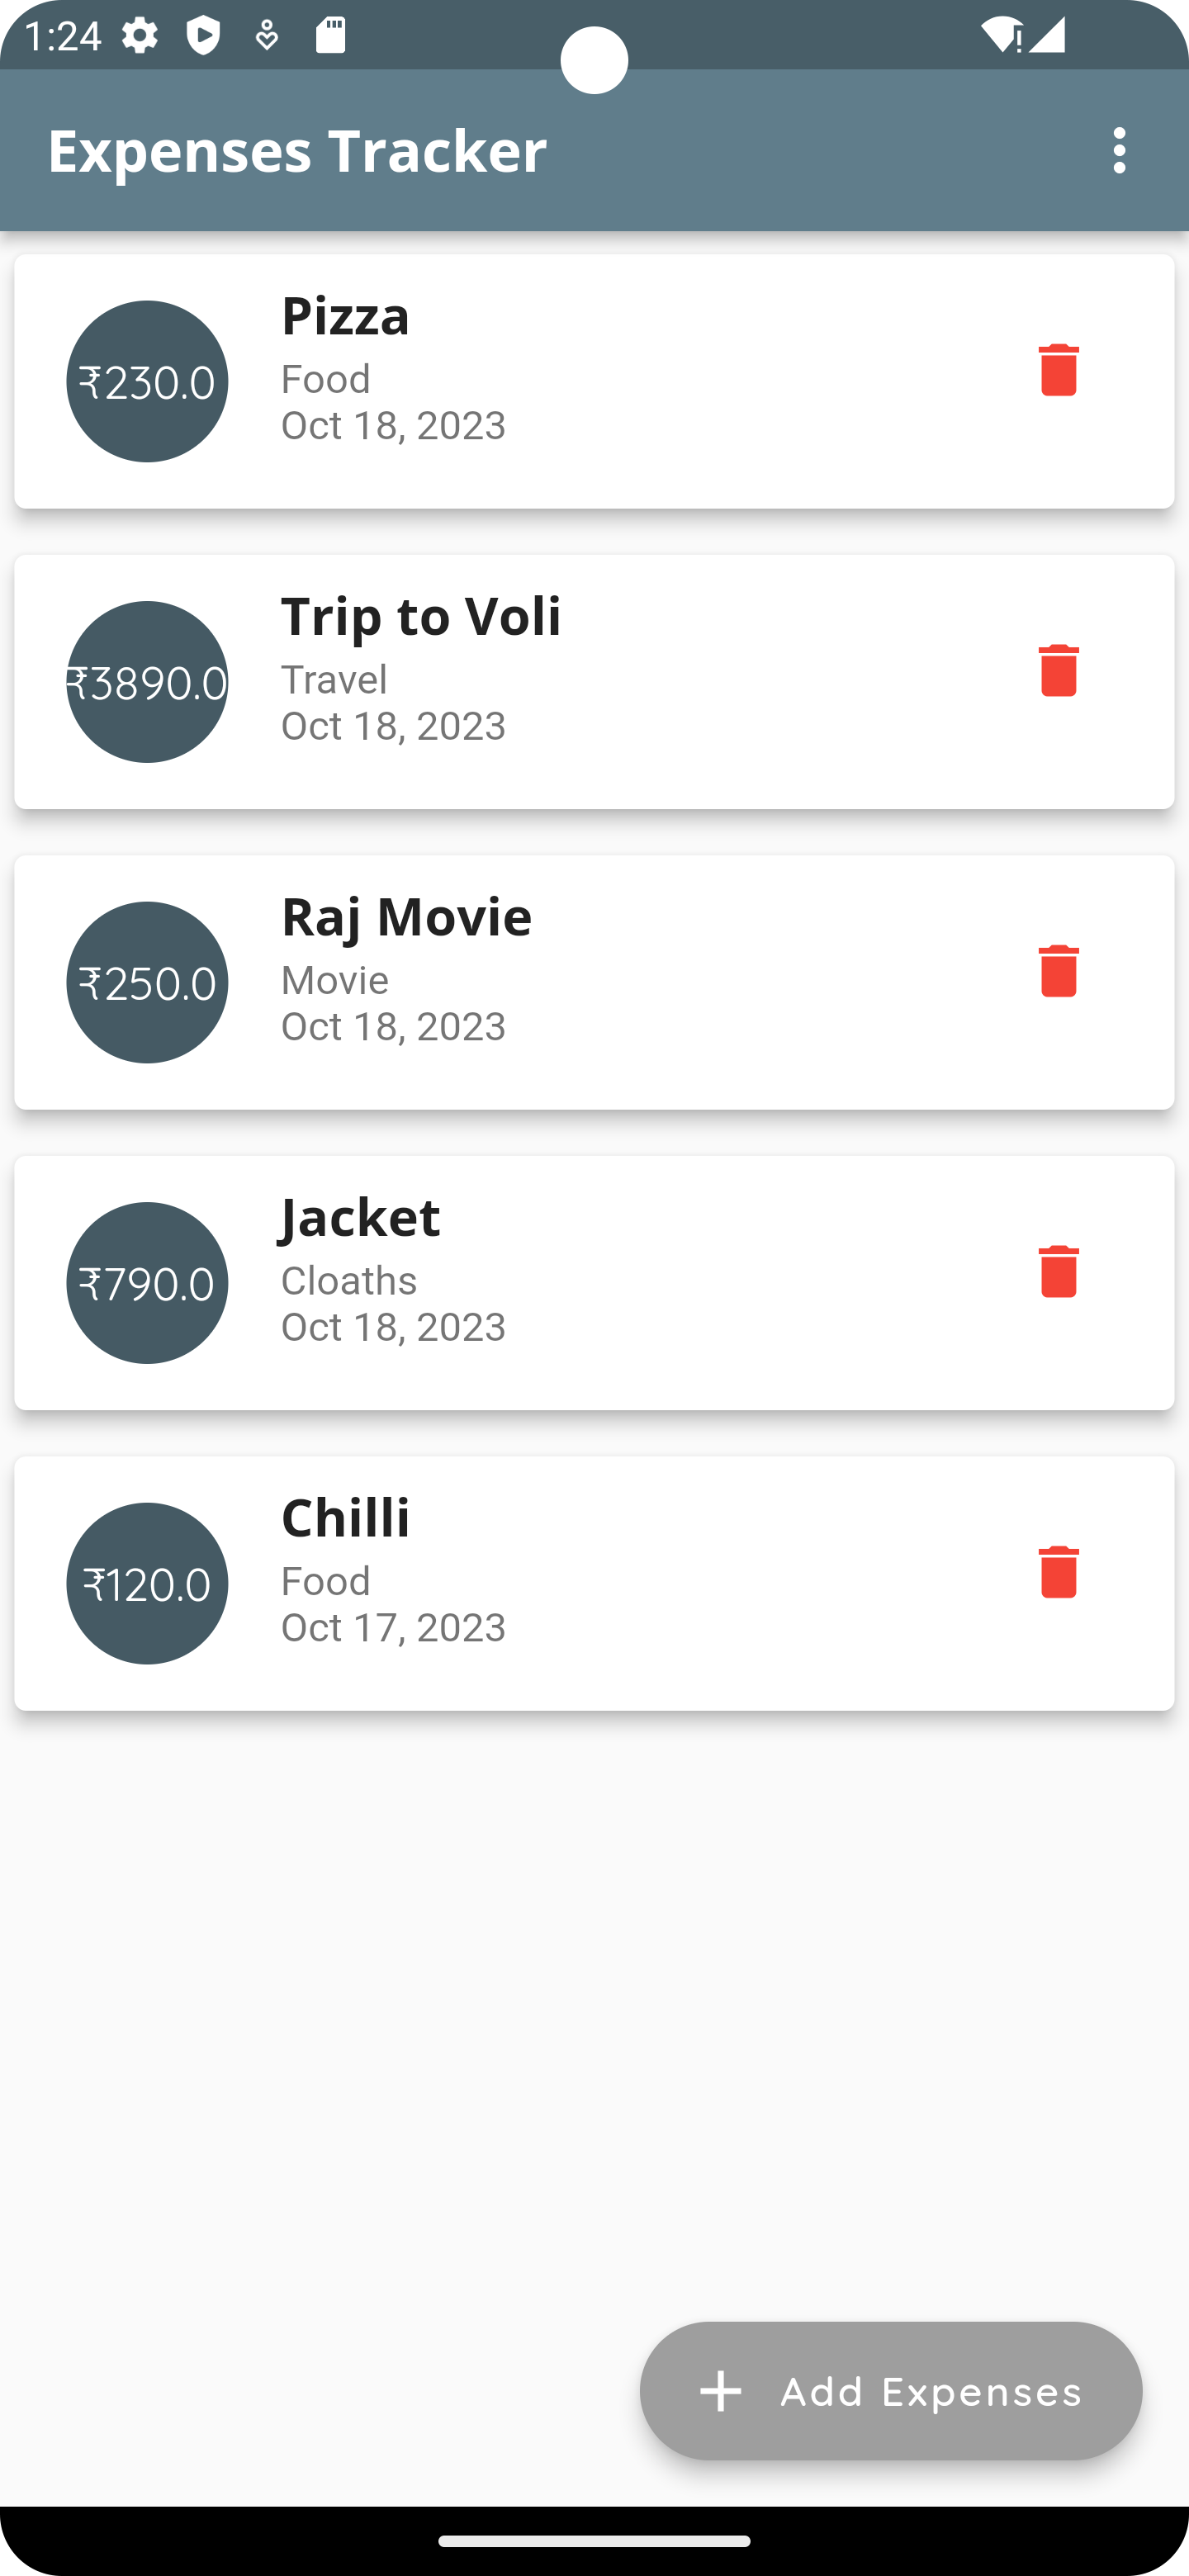 1:24
Expenses Tracker
Pizza
₹230.0
Food
Oct 18, 2023
Trip to Voli
₹3890.0
Travel
Oct 18, 2023
Raj Movie
₹250.0
Movie
Oct 18, 2023
Jacket
₹790.0
Cloaths
Oct 18, 2023
Chilli
₹120.0
Food
Oct 17, 2023
Add Expenses